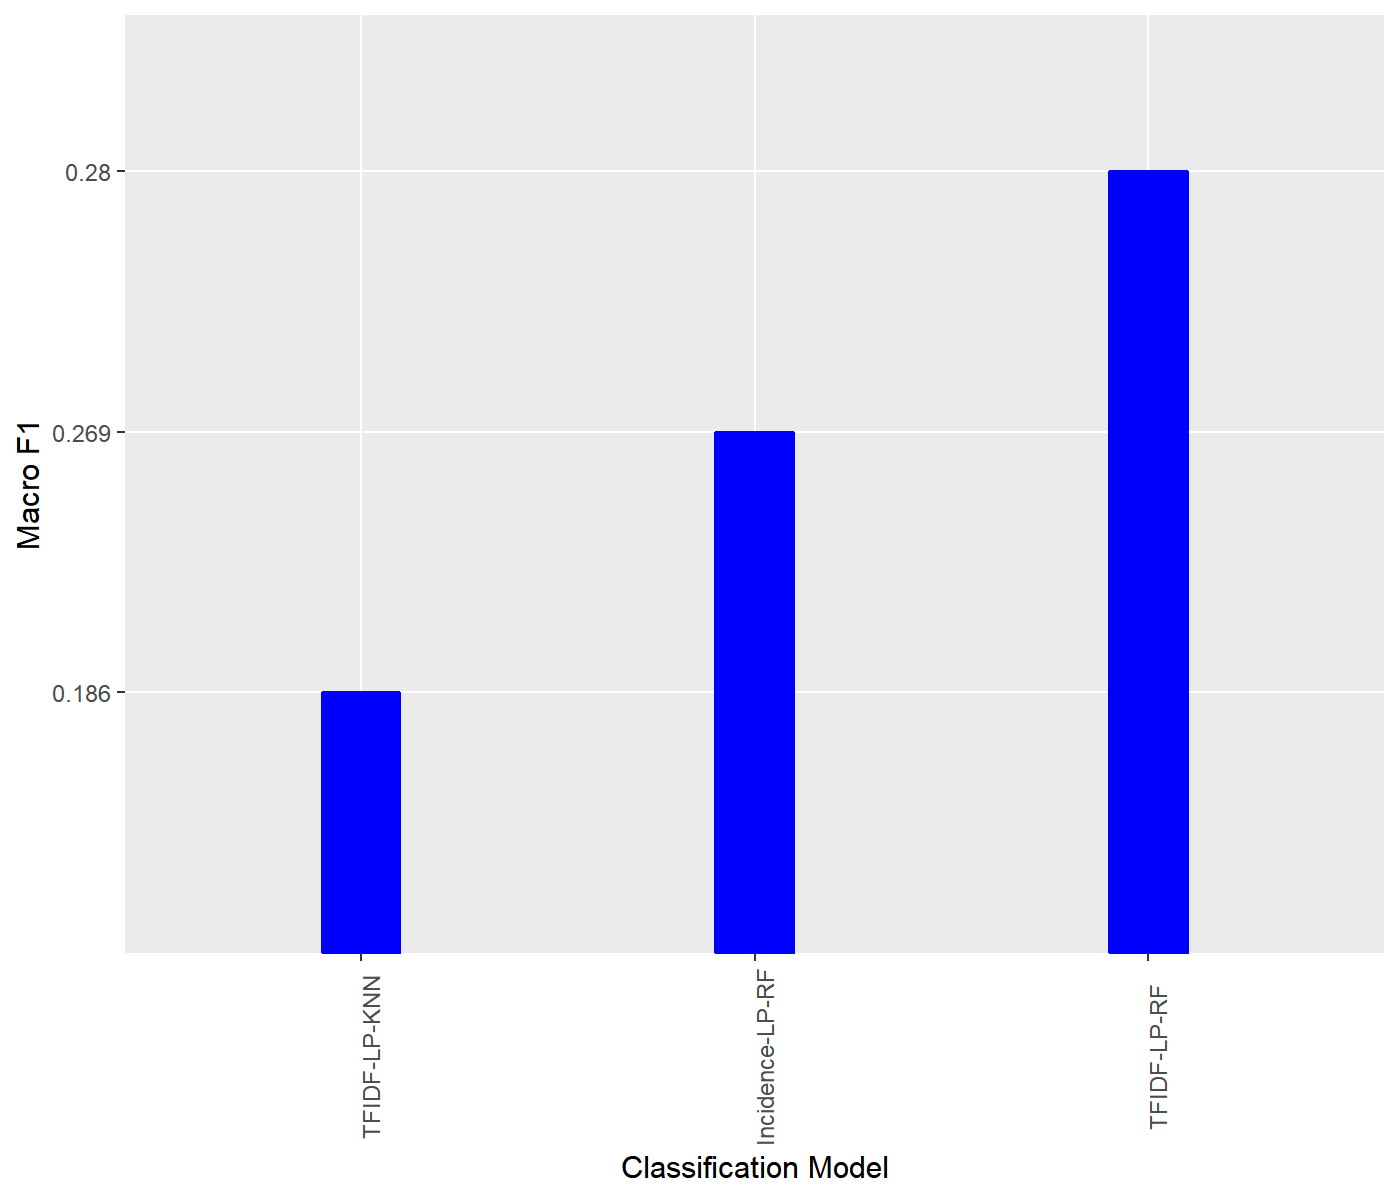 Macro F1
0.28
0.269
0.186
TFIDF-LP-KNN
Incidence-LP-RF
TFIDF-LP-RF
Classification Model